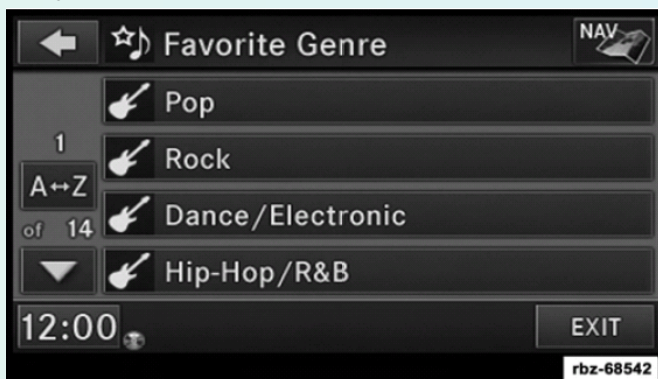 Favorite Genre NAV
Pop
1
Rock
A↔Z
Dance/Electronic
of 14
Hip-Hop/R&B
12:00 EXIT
rbz-68542